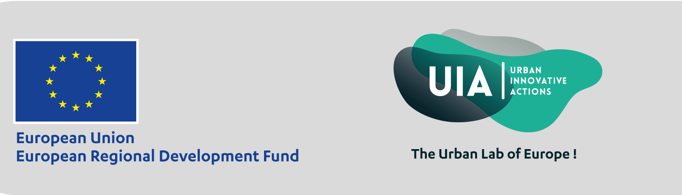 European Union
European Regional Development Fund
UIA
URBAN
INNOVATIVE
ACTIONS
The Urban Lab of Europe !